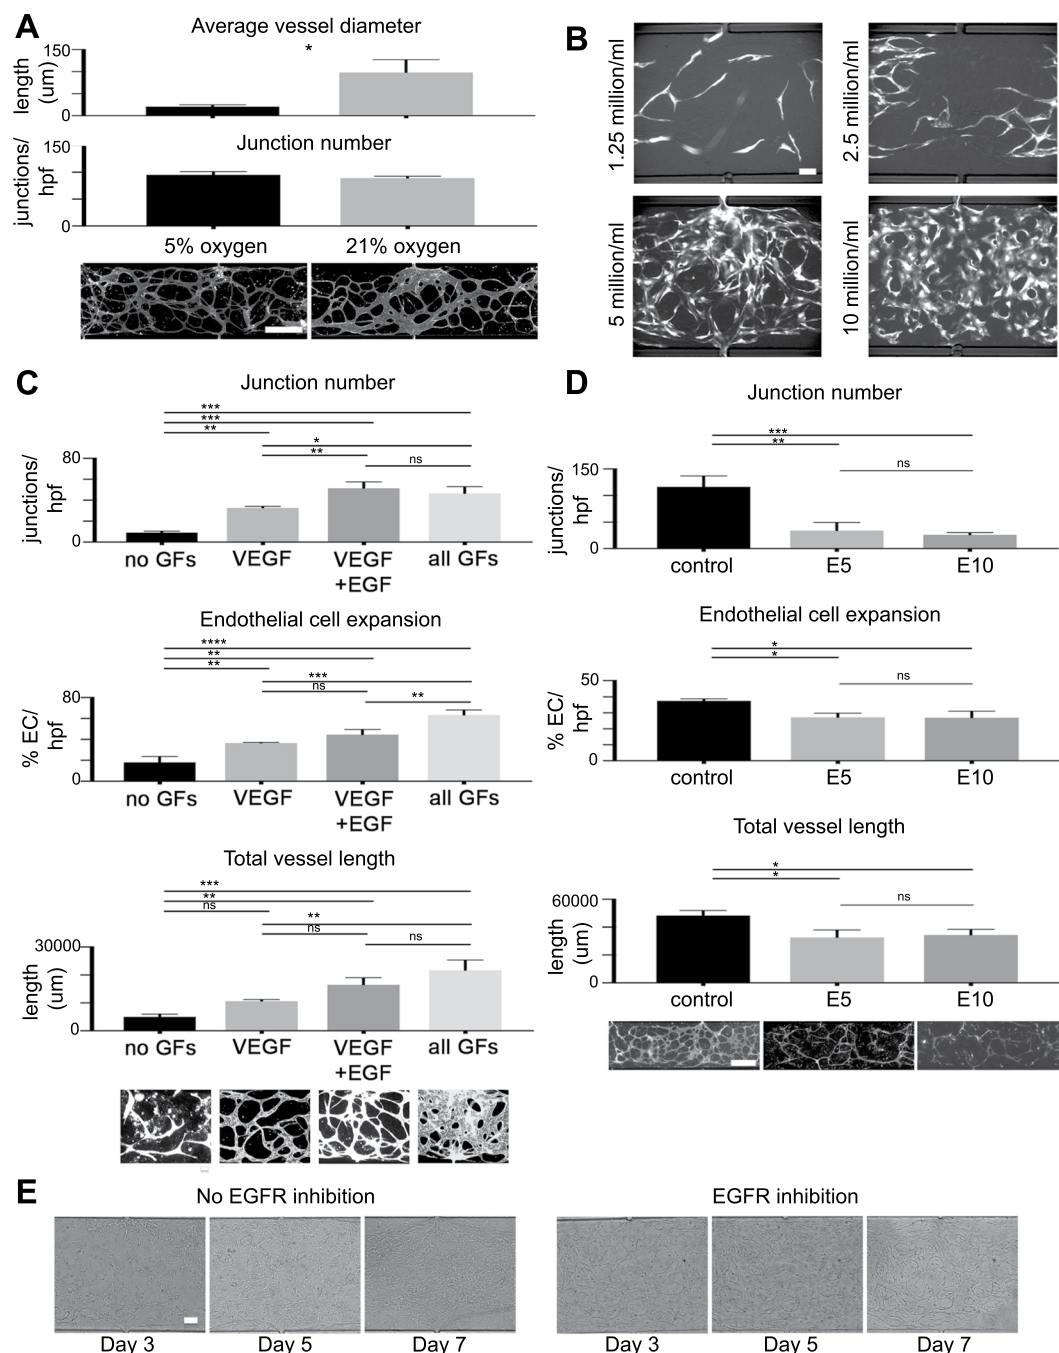 A
Average vessel diameter
*
length
(um)
150
0
Junction number
junctions/
hpf
150
0
5% oxygen 21% oxygen
B
1.25 million/ml
2.5 million/ml
5 million/ml
10 million/ml
C
Junction number
***
***
**
*
**
ns
junctions/
hpf
80
0
no GFs VEGF VEGF all GFs
+EGF
Endothelial cell expansion
****
**
**
***
ns
**
% EC/
hpf
80
0
no GFs VEGF VEGF all GFs
+EGF
Total vessel length
***
**
ns
**
ns
ns
length
(um)
30000
0
no GFs VEGF VEGF all GFs
+EGF
D
Junction number
***
**
ns
junctions/
hpf
150
0
control E5 E10
Endothelial cell expansion
*
*
ns
% EC/
hpf
50
0
control E5 E10
Total vessel length
*
*
ns
length
(um)
60000
0
control E5 E10
E
No EGFR inhibition EGFR inhibition
Day 3 Day 5 Day 7 Day 3 Day 5 Day 7